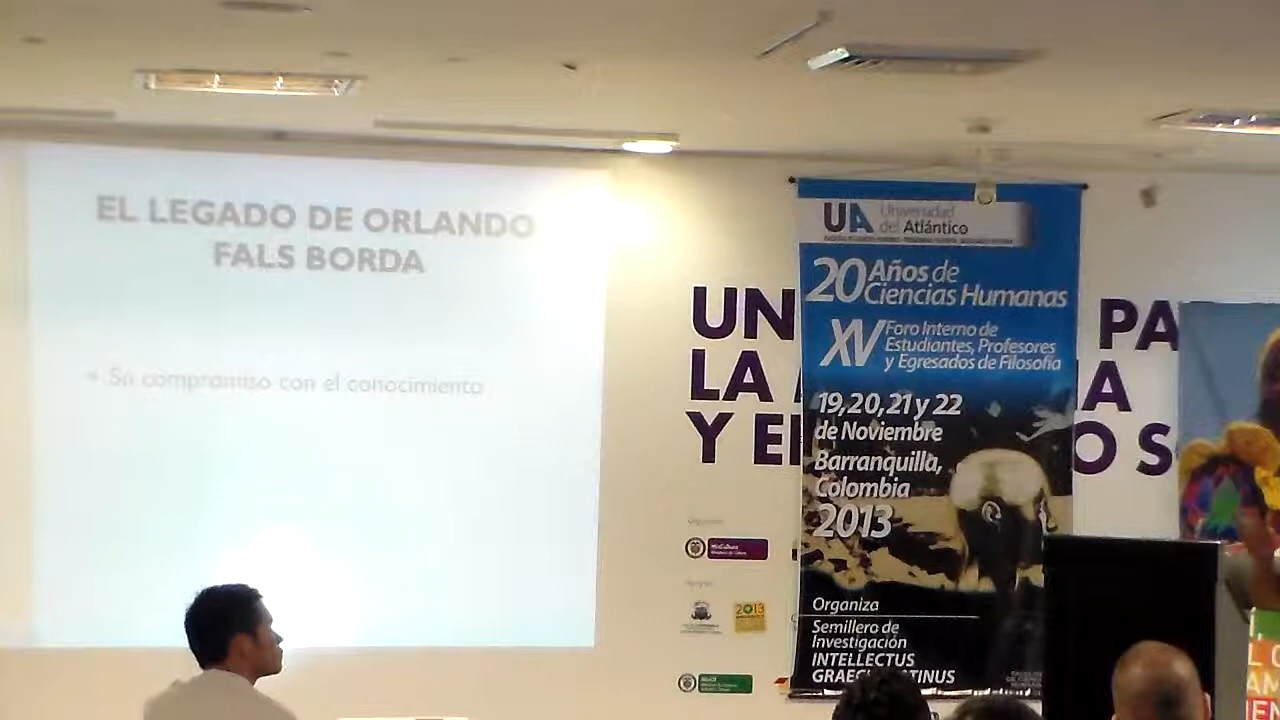 EL LEGADO DE ORLANDO
FALS BORDA
• Su compromiso con el conocimiento
UA Universidad
del Atlántico
20 Años de
Ciencias Humanas
XV Foro Interno de
Estudiantes, Profesores
y Egresados de Filosofía
19, 20, 21 y 22
de Noviembre
Barranquilla,
Colombia
2013
Organiza
Semillero de
Investigación
INTELLECTUS
UN
PA
LA
A
Y E
O S
MinCultura
2013